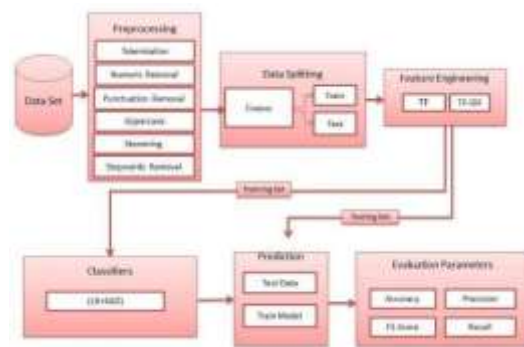 Preprocessing
Tokenization
Numeric Removal
Punctuation Removal
Stemming
Stopwords Removal
Data Set
Data Splitting
Train
Test
Feature Engineering
TF
TF-IDF
Training Set
Testing Set
Classifiers
Prediction
Test Data
Train Model
Evaluation Parameters
Accuracy
Precision
F1-Score
Recall